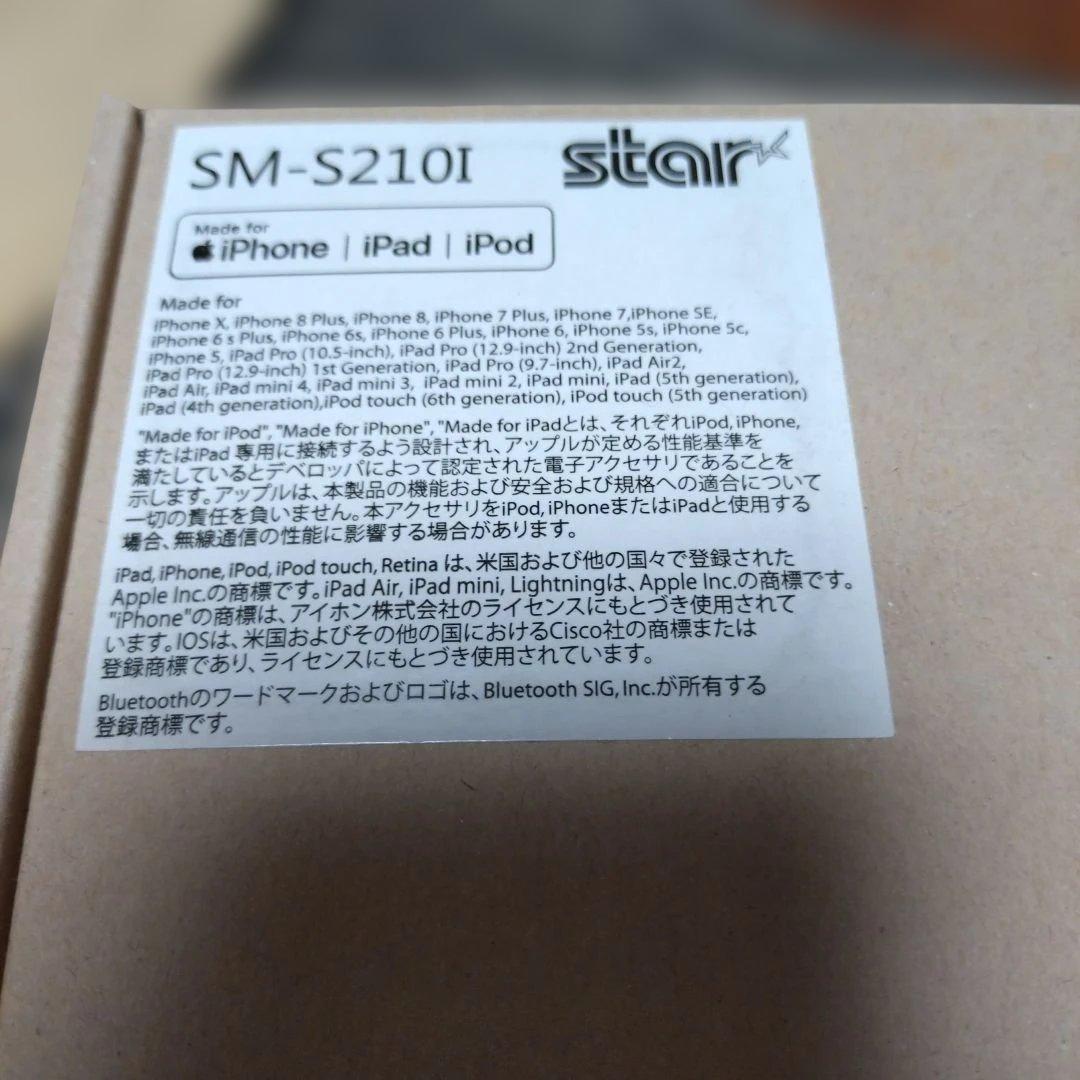 SM-S210I
star
Made for
iPhone | iPad | iPod
Made for
iPhone X, iPhone 8 Plus, iPhone 8, iPhone 7 Plus, iPhone 7,iPhone SE,
iPhone 6 s Plus, iPhone 6s, iPhone 6 Plus, iPhone 6, iPhone 5s, iPhone 5c,
iPhone 5, iPad Pro (10.5-inch), iPad Pro (12.9-inch) 2nd Generation,
iPad Pro (12.9-inch) 1st Generation, iPad Pro (9.7-inch), iPad Air2,
iPad Air, iPad mini 4, iPad mini 3, iPad mini 2, iPad mini, iPad (5th generation),
iPad (4th generation),iPod touch (6th generation), iPod touch (5th generation)
"Made for iPod", "Made for iPhone", "Made for iPadとは、それぞれiPod, iPhone,
またはiPad 専用に接続するよう設計され、アップルが定める性能基準を
満たしているとデベロッパによって認定された電子アクセサリであることを
示します。アップルは、本製品の機能および安全および規格への適合について
一切の責任を負いません。本アクセサリをiPod, iPhoneまたはiPadと使用する
場合、無線通信の性能に影響する場合があります。
iPad, iPhone, iPod, iPod touch, Retina は、米国および他の国々で登録された
Apple Inc.の商標です。iPad Air, iPad mini, Lightningは、Apple Inc.の商標です。
"iPhone"の商標は、アイホン株式会社のライセンスにもとづき使用されて
います。IOSは、米国およびその他の国におけるCisco社の商標または
登録商標であり、ライセンスにもとづき使用されています。
Bluetoothのワードマークおよびロゴは、Bluetooth SIG, Inc.が所有する
登録商標です。